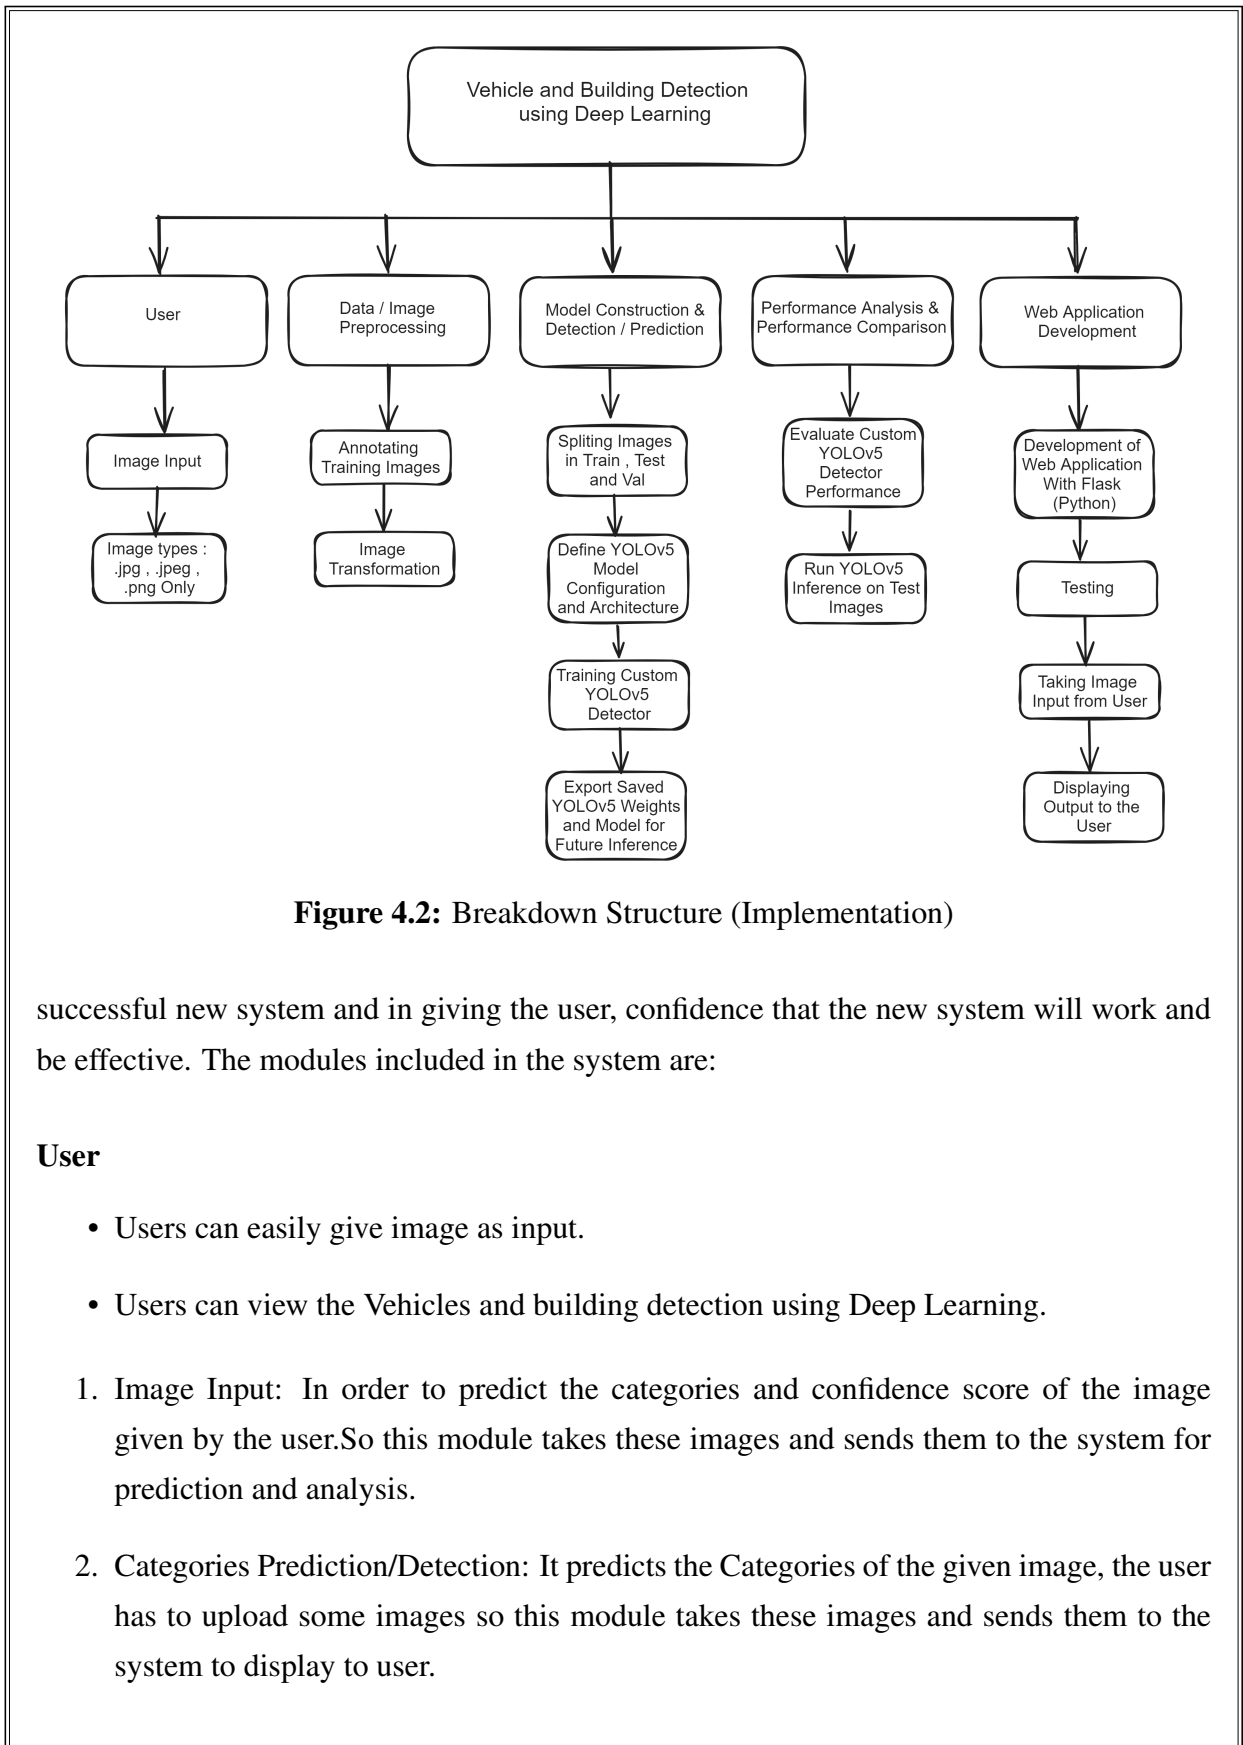 Vehicle and Building Detection
using Deep Learning
User
Data / Image
Preprocessing
Model Construction &
Detection / Prediction
Performance Analysis &
Performance Comparison
Web Application
Development
Image Input
Image types :
.jpg , .jpeg ,
.png Only
Annotating
Training Images
Image
Transformation
Spliting Images
in Train , Test
and Val
Define YOLOv5
Model
Configuration
and Architecture
Training Custom
YOLOv5
Detector
Export Saved
YOLOv5 Weights
and Model for
Future Inference
Evaluate Custom
YOLOv5
Detector
Performance
Run YOLOv5
Inference on Test
Images
Development of
Web Application
With Flask
(Python)
Testing
Taking Image
Input from User
Displaying
Output to the
User
Figure 4.2: Breakdown Structure (Implementation)
successful new system and in giving the user, confidence that the new system will work and
be effective. The modules included in the system are:
User
• Users can easily give image as input.
• Users can view the Vehicles and building detection using Deep Learning.
1. Image Input: In order to predict the categories and confidence score of the image
given by the user.So this module takes these images and sends them to the system for
prediction and analysis.
2. Categories Prediction/Detection: It predicts the Categories of the given image, the user
has to upload some images so this module takes these images and sends them to the
system to display to user.